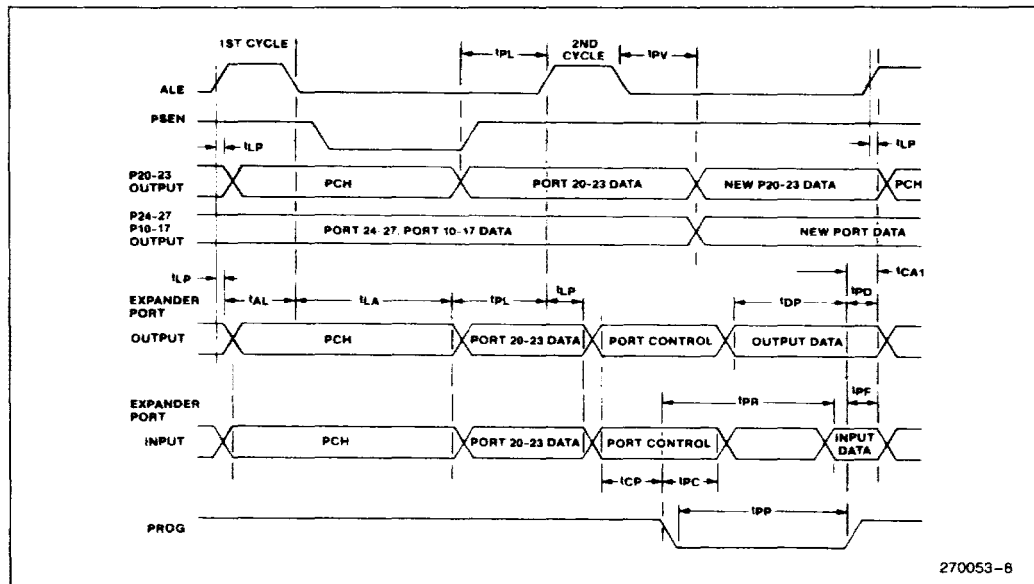 1ST CYCLE
tPL
2ND CYCLE
tPV
ALE
PSEN
tLP
tLP
P20-23 OUTPUT
PCH
PORT 20-23 DATA
NEW P20-23 DATA
PCH
P24-27
P10-17
OUTPUT
PORT 24-27, PORT 10-17 DATA
NEW PORT DATA
tLP
tAL
tLA
tPL
tLP
tDP
tPD
tCA1
EXPANDER PORT
OUTPUT
PCH
PORT 20-23 DATA
PORT CONTROL
OUTPUT DATA
EXPANDER PORT
INPUT
tPR
tPF
PCH
PORT 20-23 DATA
PORT CONTROL
INPUT DATA
tCP
tPC
tPP
PROG
270053-8